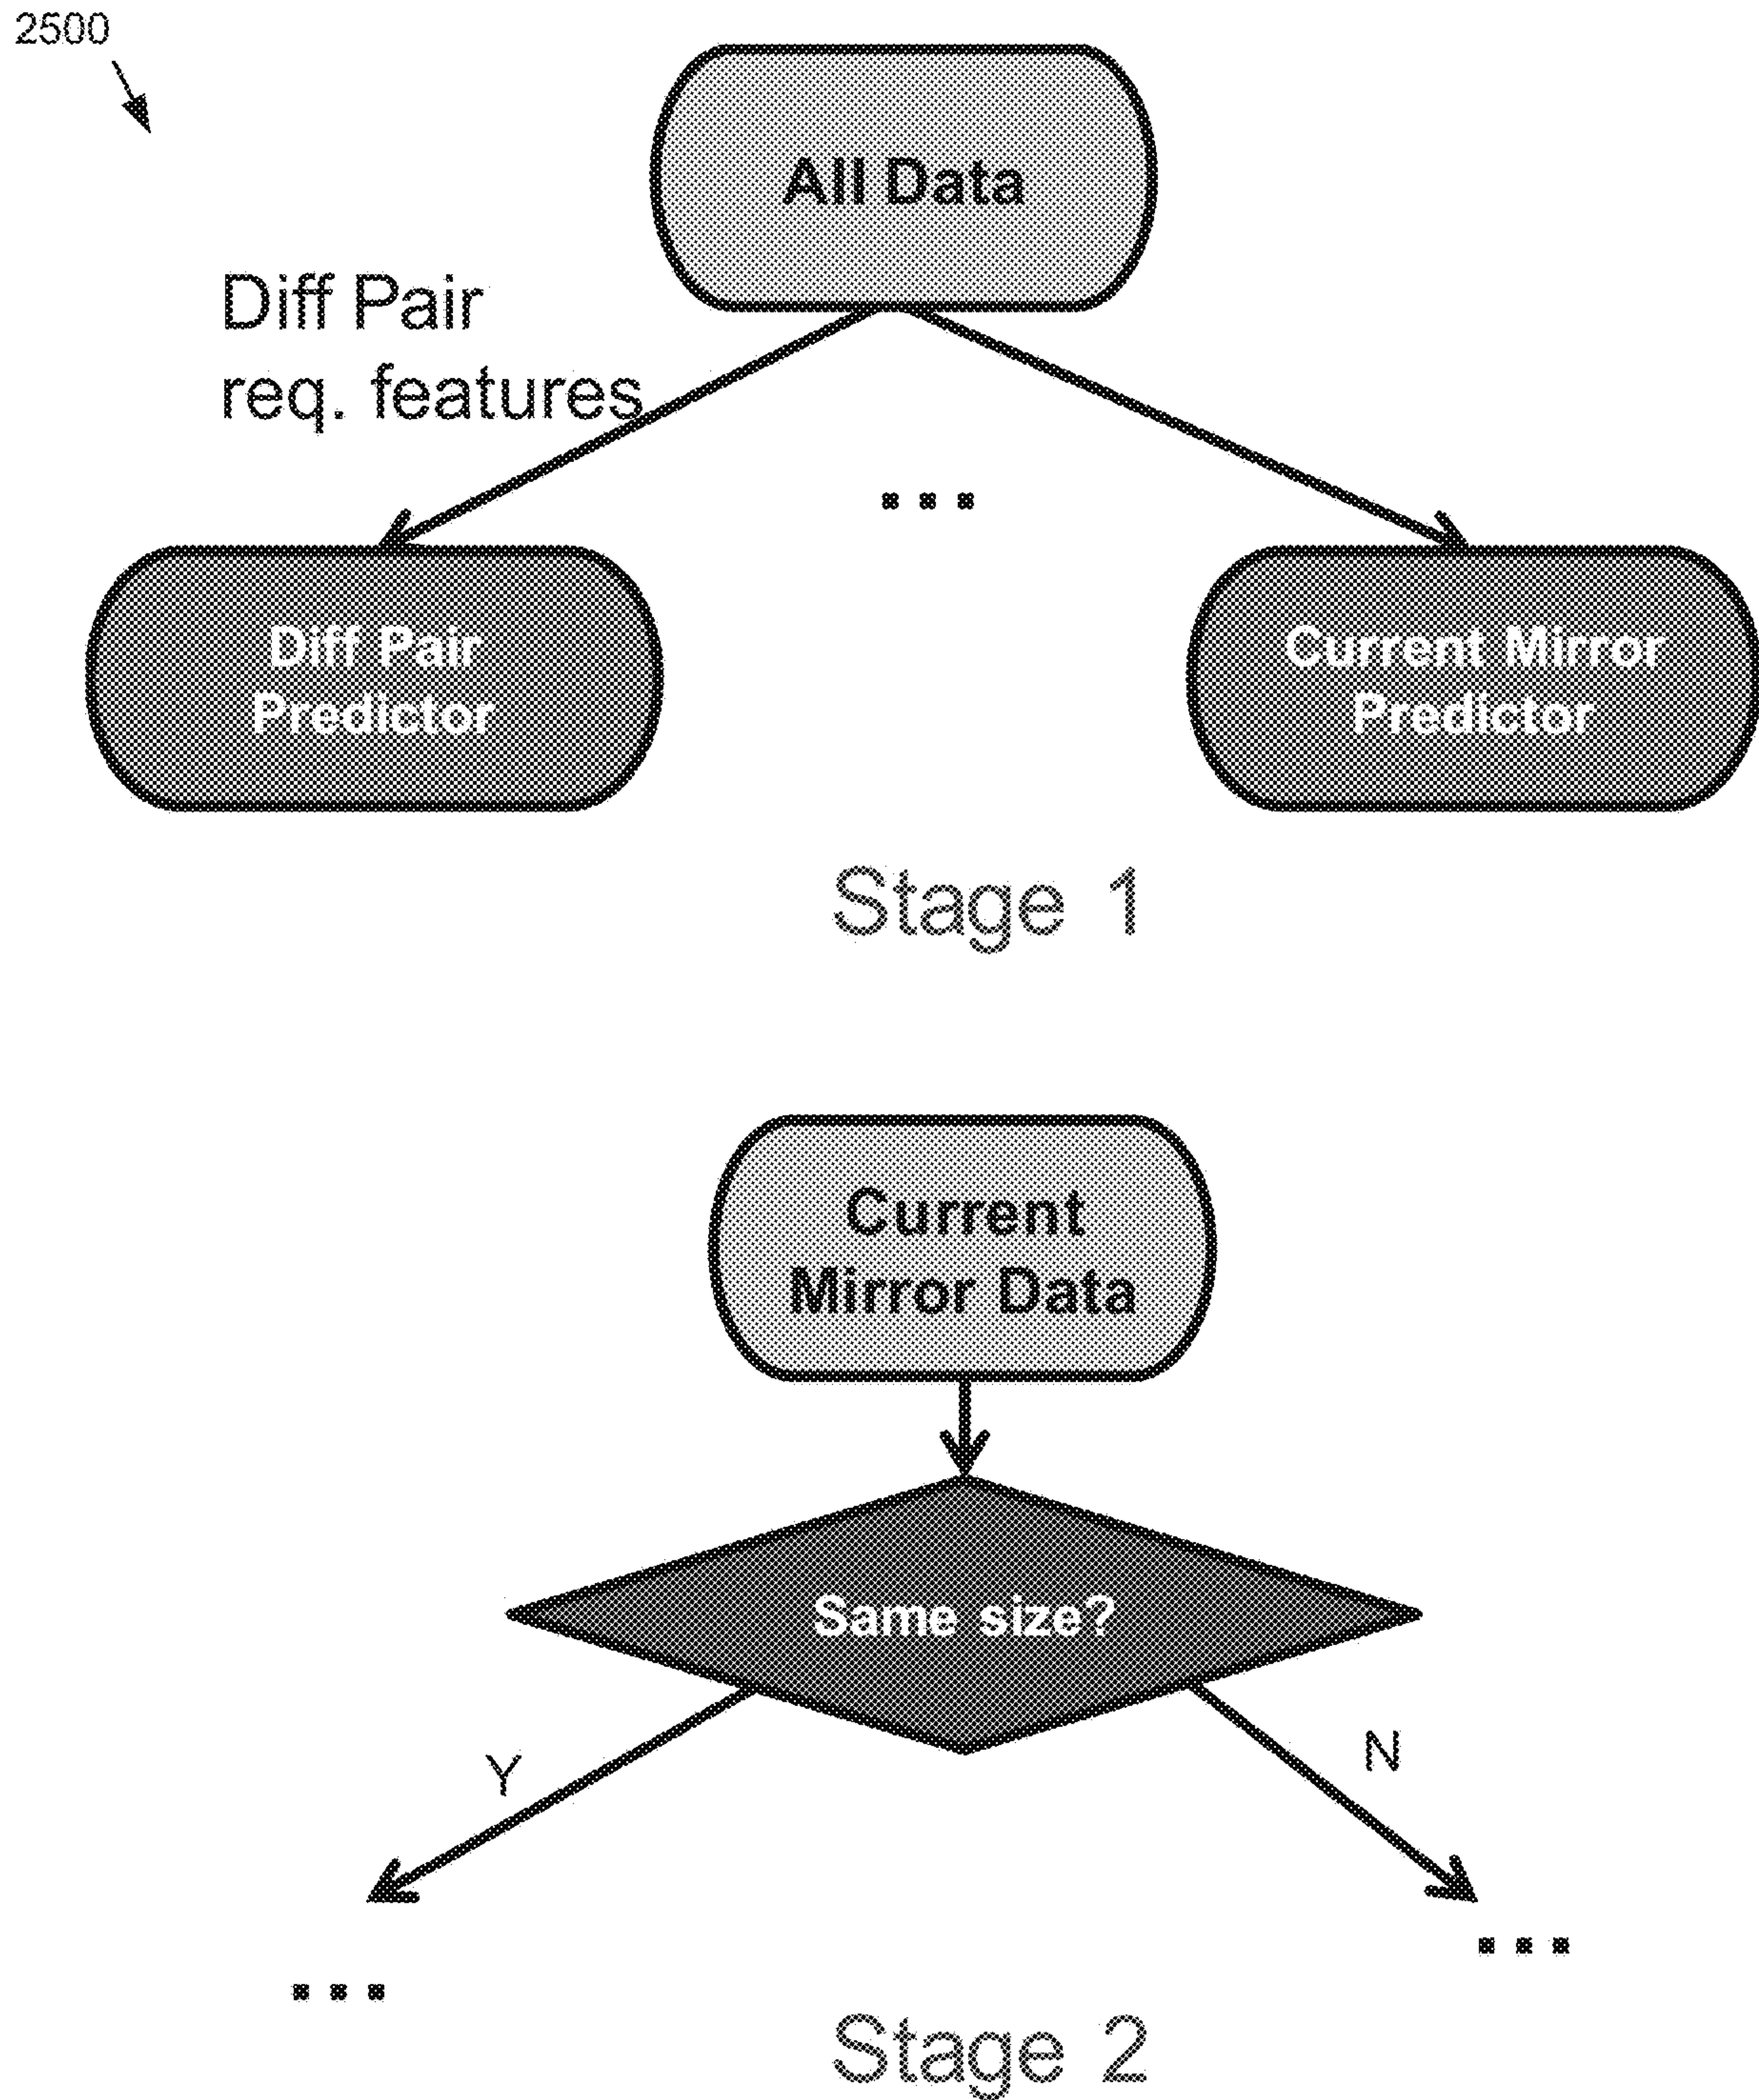 2500
All Data
Diff Pair
req. features
...
Diff Pair
Predictor
Current Mirror
Predictor
Stage 1
Current
Mirror Data
Same size?
Y
N
...
...
Stage 2